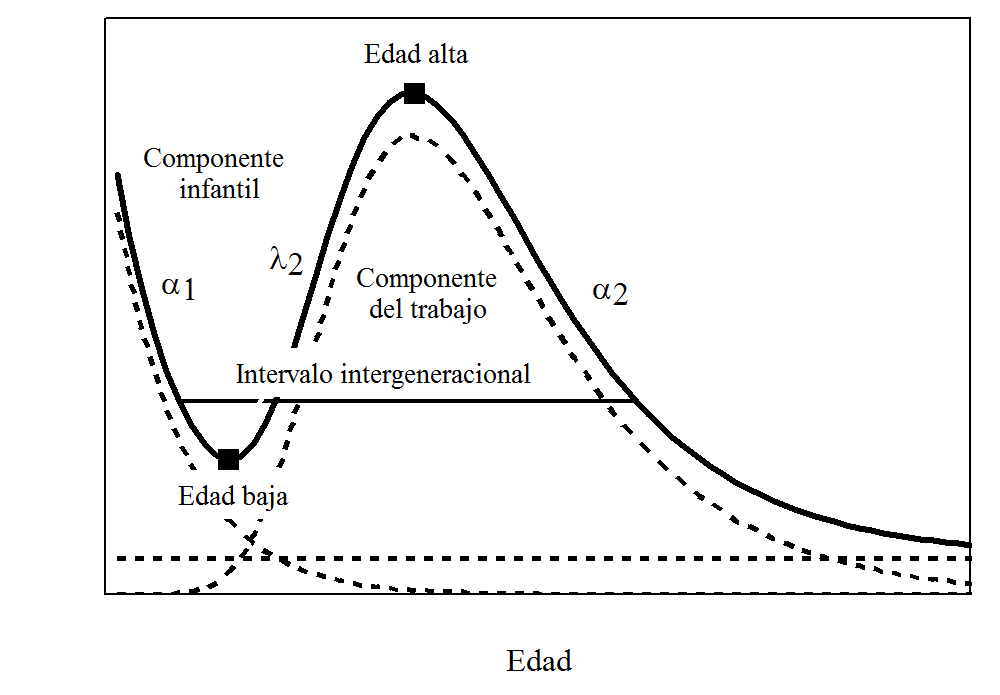 Edad alta
Componente
infantil
λ2
α1
Componente
del trabajo
α2
Intervalo intergeneracional
Edad baja
Edad